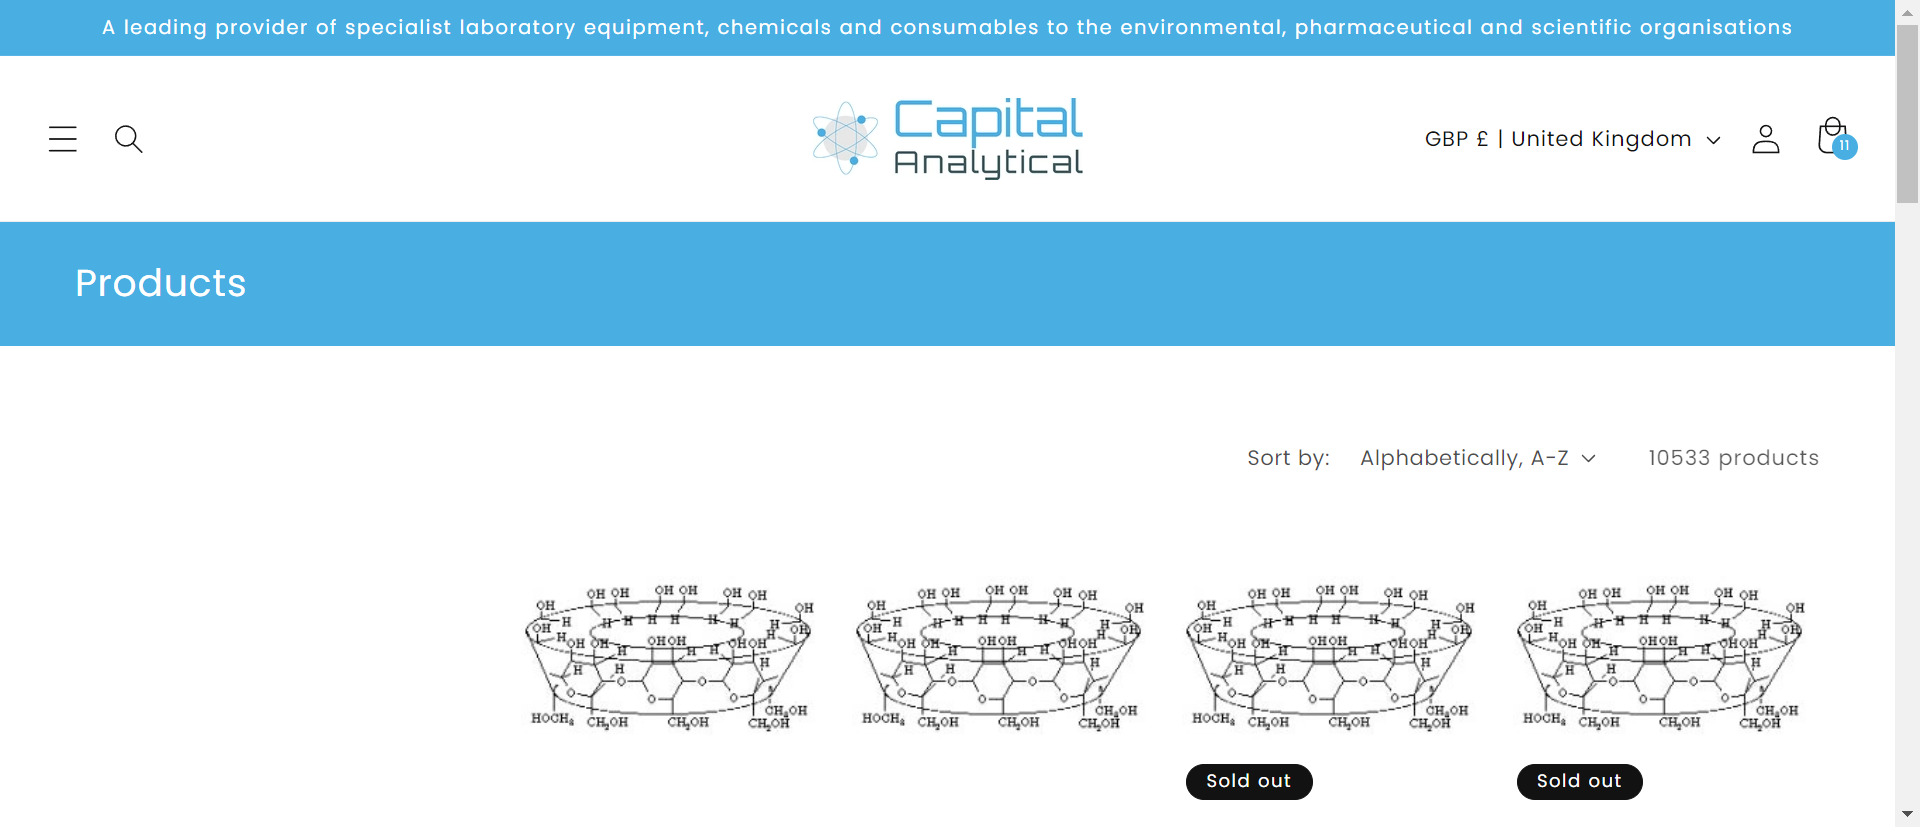 A leading provider of specialist laboratory equipment, chemicals and consumables to the environmental, pharmaceutical and scientific organisations
Capital
Analytical
GBP £ | United Kingdom
11
Products
Sort by: Alphabetically, A-Z 10533 products
Sold out Sold out